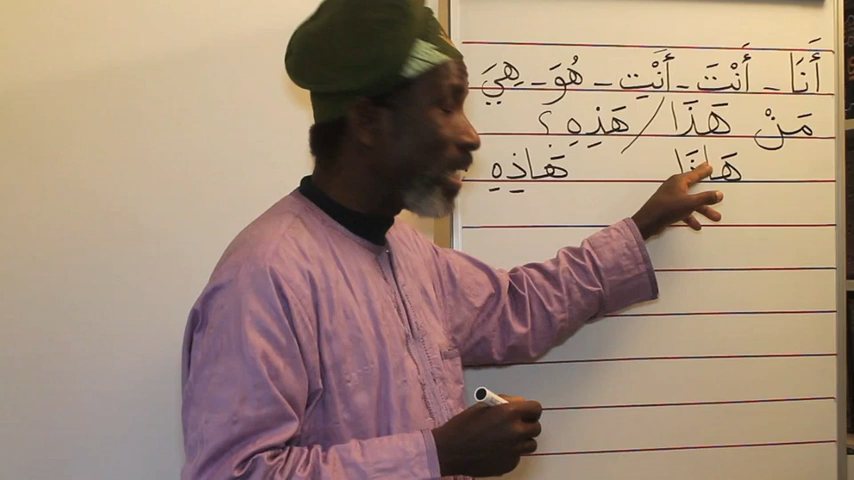 أَنَا - أَنْتَ - أَنْتِ - هُوَ - هِيَ
مَنْ هَذَا / هَذِهِ ؟
هَاذَا هَاذِهِ